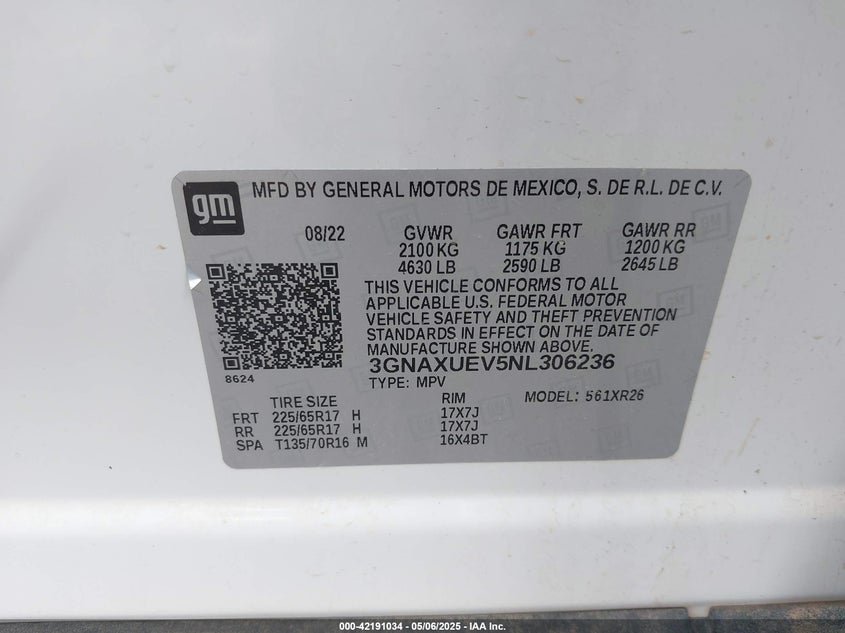 gm
MFD BY GENERAL MOTORS DE MEXICO, S. DE R.L. DE C.V.
08/22 GVWR GAWR FRT GAWR RR
2100 KG 1175 KG 1200 KG
4630 LB 2590 LB 2645 LB
THIS VEHICLE CONFORMS TO ALL
APPLICABLE U.S. FEDERAL MOTOR
VEHICLE SAFETY AND THEFT PREVENTION
STANDARDS IN EFFECT ON THE DATE OF
MANUFACTURE SHOWN ABOVE.
8624
3GNAXUEV5NL306236
TYPE: MPV
TIRE SIZE RIM MODEL: 561XR26
FRT 225/65R17 H 17X7J
RR 225/65R17 H 17X7J
SPA T135/70R16 M 16X4BT
000-42191034 — 05/06/2025 — IAA Inc.